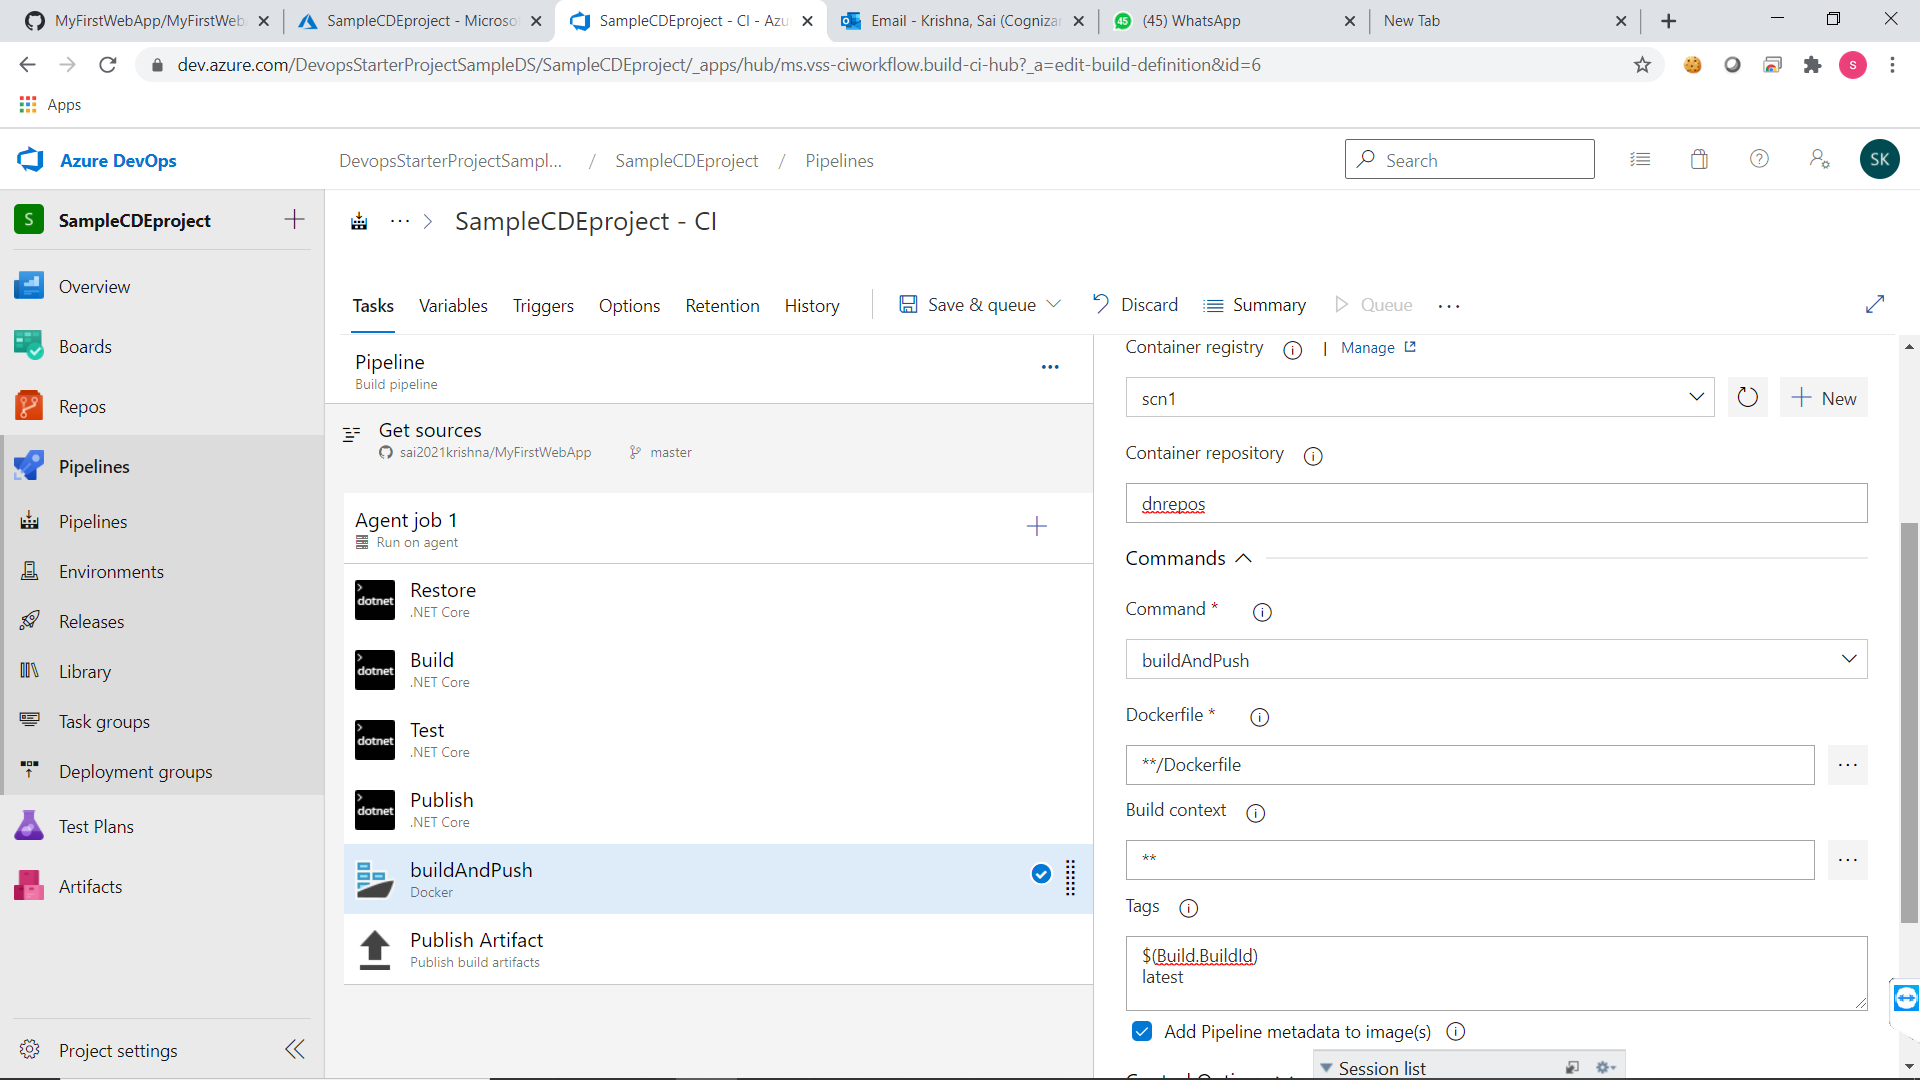 MyFirstWebApp/MyFirstWeb
SampleCDEproject - Microso
SampleCDEproject - CI - Azu
Email - Krishna, Sai (Cogniza
45
(45) WhatsApp
New Tab
dev.azure.com/DevopsStarterProjectSampleDS/SampleCDEproject/_apps/hub/ms.vss-ciworkflow.build-ci-hub?_a=edit-build-definition&id=6
S
Apps
Azure DevOps
DevopsStarterProjectSampl... / SampleCDEproject / Pipelines
Search
SK
S
SampleCDEproject
Overview
Boards
Repos
Pipelines
Pipelines
Environments
Releases
Library
Task groups
Deployment groups
Test Plans
Artifacts
Project settings
... > SampleCDEproject - CI
Tasks
Variables
Triggers
Options
Retention
History
Save & queue
Discard
Summary
Queue
...
Pipeline
Build pipeline
Get sources
sai2021krishna/MyFirstWebApp
master
Agent job 1
Run on agent
dotnet
Restore
.NET Core
dotnet
Build
.NET Core
dotnet
Test
.NET Core
dotnet
Publish
.NET Core
buildAndPush
Docker
Publish Artifact
Publish build artifacts
Container registry
| Manage
scn1
New
Container repository
dnrepos
Commands
Command *
buildAndPush
Dockerfile *
**/Dockerfile
...
Build context
**
...
Tags
$(Build.BuildId)
latest
Add Pipeline metadata to image(s)
Session list